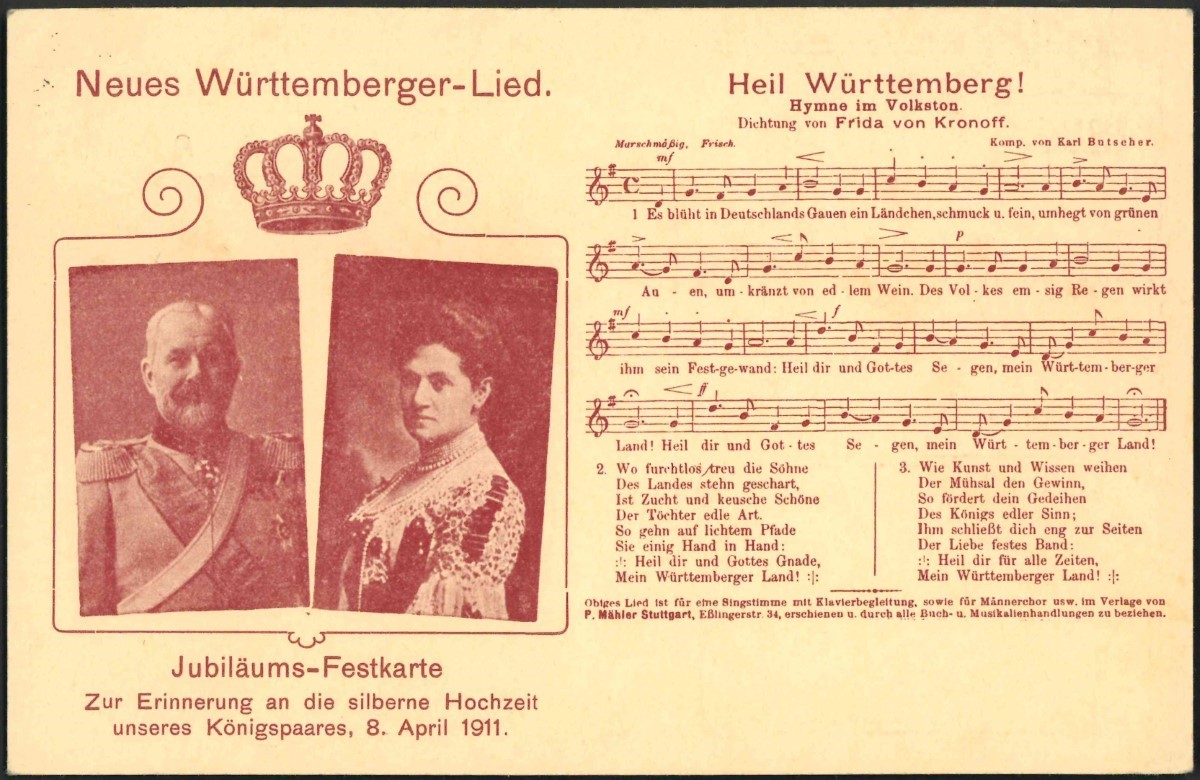 Neues Württemberger-Lied.
Jubiläums-Festkarte
Zur Erinnerung an die silberne Hochzeit
unseres Königspaares, 8. April 1911.
Heil Württemberg!
Hymne im Volkston.
Dichtung von Frida von Kronoff.
Marschmäßig, Frisch. Komp. von Karl Butscher.
mf
1 Es blüht in Deutschlands Gauen ein Ländchen, schmuck u. fein, umhegt von grünen
p
Au - en, um - kränzt von ed - lem Wein. Des Vol - kes em - sig Re - gen wirkt
mf f
ihm sein Fest-ge-wand: Heil dir und Got-tes Se - gen, mein Würt-tem-ber-ger
ff
Land! Heil dir und Got - tes Se - gen, mein Würt - tem - ber - ger Land!
2. Wo furchtlos/treu die Söhne
Des Landes stehn geschart,
Ist Zucht und keusche Schöne
Der Töchter edle Art.
So gehn auf lichtem Pfade
Sie einig Hand in Hand:
:|: Heil dir und Gottes Gnade,
Mein Württemberger Land! :|:
3. Wie Kunst und Wissen weihen
Der Mühsal den Gewinn,
So fördert dein Gedeihen
Des Königs edler Sinn;
Ihm schließt dich eng zur Seiten
Der Liebe festes Band:
:|: Heil dir für alle Zeiten,
Mein Württemberger Land! :|:
Obiges Lied ist für eine Singstimme mit Klavierbegleitung, sowie für Männerchor usw. im Verlage von
P. Mähler Stuttgart, Eßlingerstr. 34, erschienen u. durch alle Buch- u. Musikalienhandlungen zu beziehen.